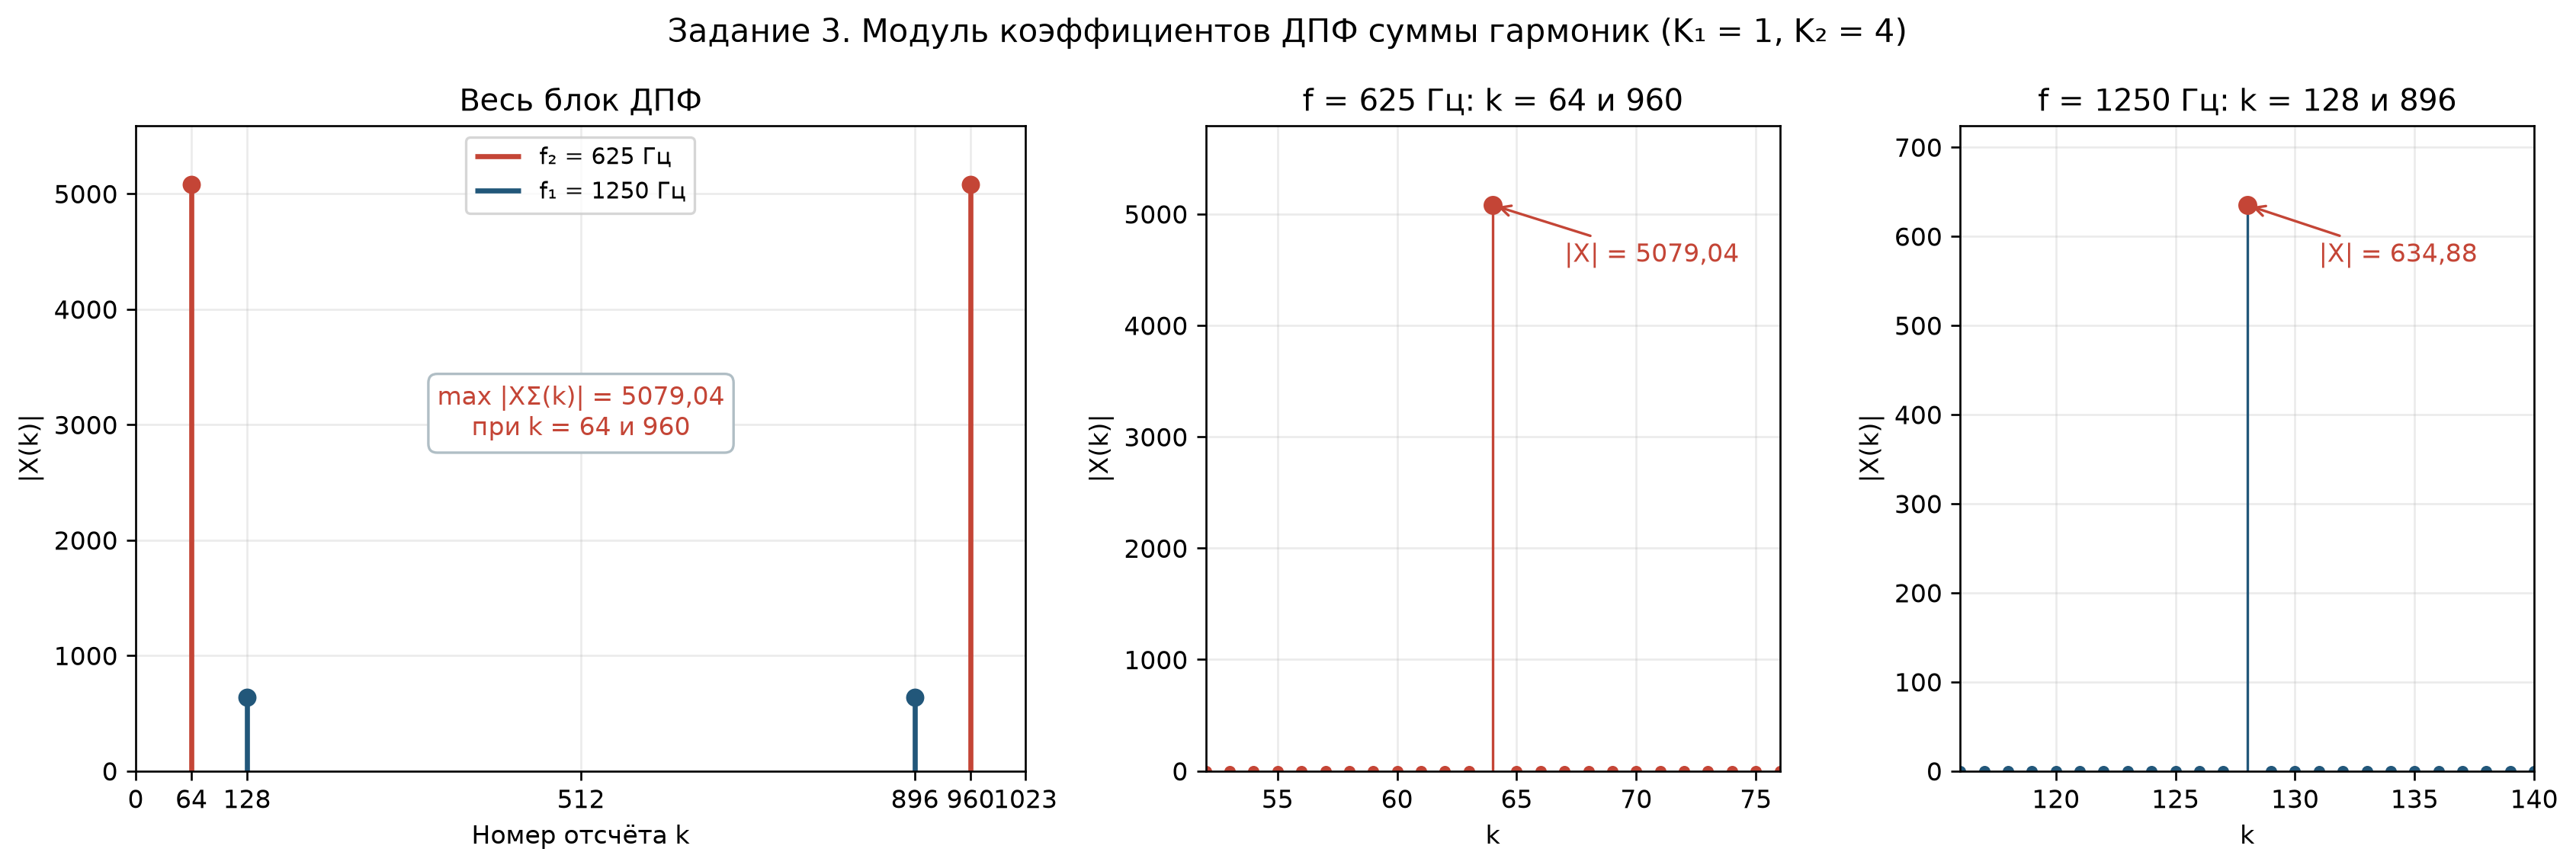 Задание 3. Модуль коэффициентов ДПФ суммы гармоник (K₁ = 1, K₂ = 4)
Весь блок ДПФ
|X(k)|
5000
4000
3000
2000
1000
0
f₂ = 625 Гц
f₁ = 1250 Гц
max |XΣ(k)| = 5079,04
при k = 64 и 960
0 64 128 512 896 960 1023
Номер отсчёта k
f = 625 Гц: k = 64 и 960
|X(k)|
5000
4000
3000
2000
1000
0
|X| = 5079,04
55 60 65 70 75
k
f = 1250 Гц: k = 128 и 896
|X(k)|
700
600
500
400
300
200
100
0
|X| = 634,88
120 125 130 135 140
k